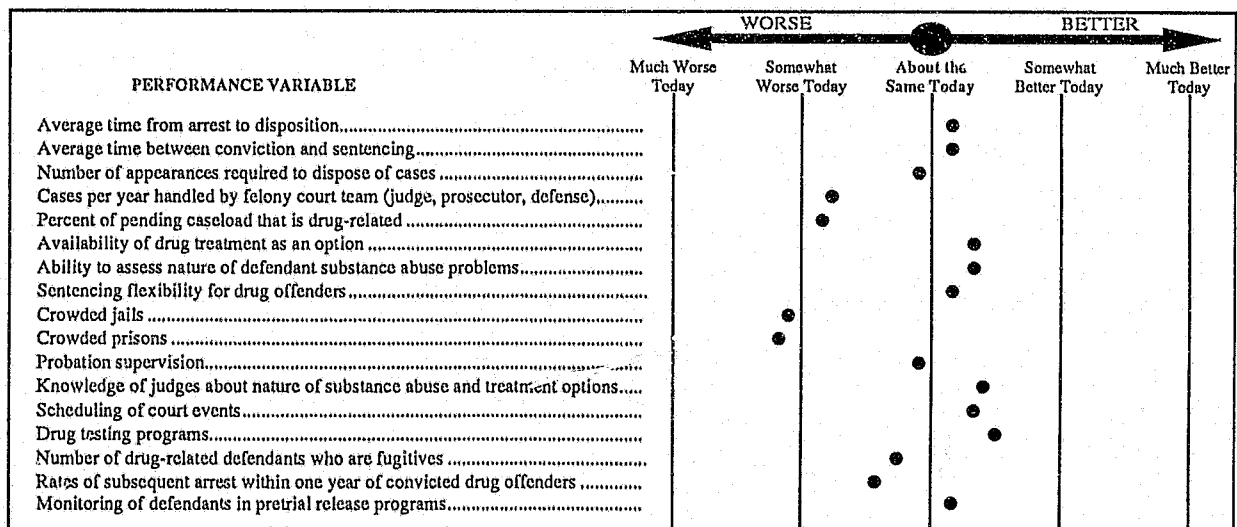 WORSE BETTER
Much Worse Somewhat About the Somewhat Much Better
PERFORMANCE VARIABLE Today Worse Today Same Today Better Today Today
Average time from arrest to disposition
Average time between conviction and sentencing
Number of appearances required to dispose of cases
Cases per year handled by felony court team (judge, prosecutor, defense)
Percent of pending caseload that is drug-related
Availability of drug treatment as an option
Ability to assess nature of defendant substance abuse problems
Sentencing flexibility for drug offenders
Crowded jails
Crowded prisons
Probation supervision
Knowledge of judges about nature of substance abuse and treatment options
Scheduling of court events
Drug testing programs
Number of drug-related defendants who are fugitives
Rates of subsequent arrest within one year of convicted drug offenders
Monitoring of defendants in pretrial release programs